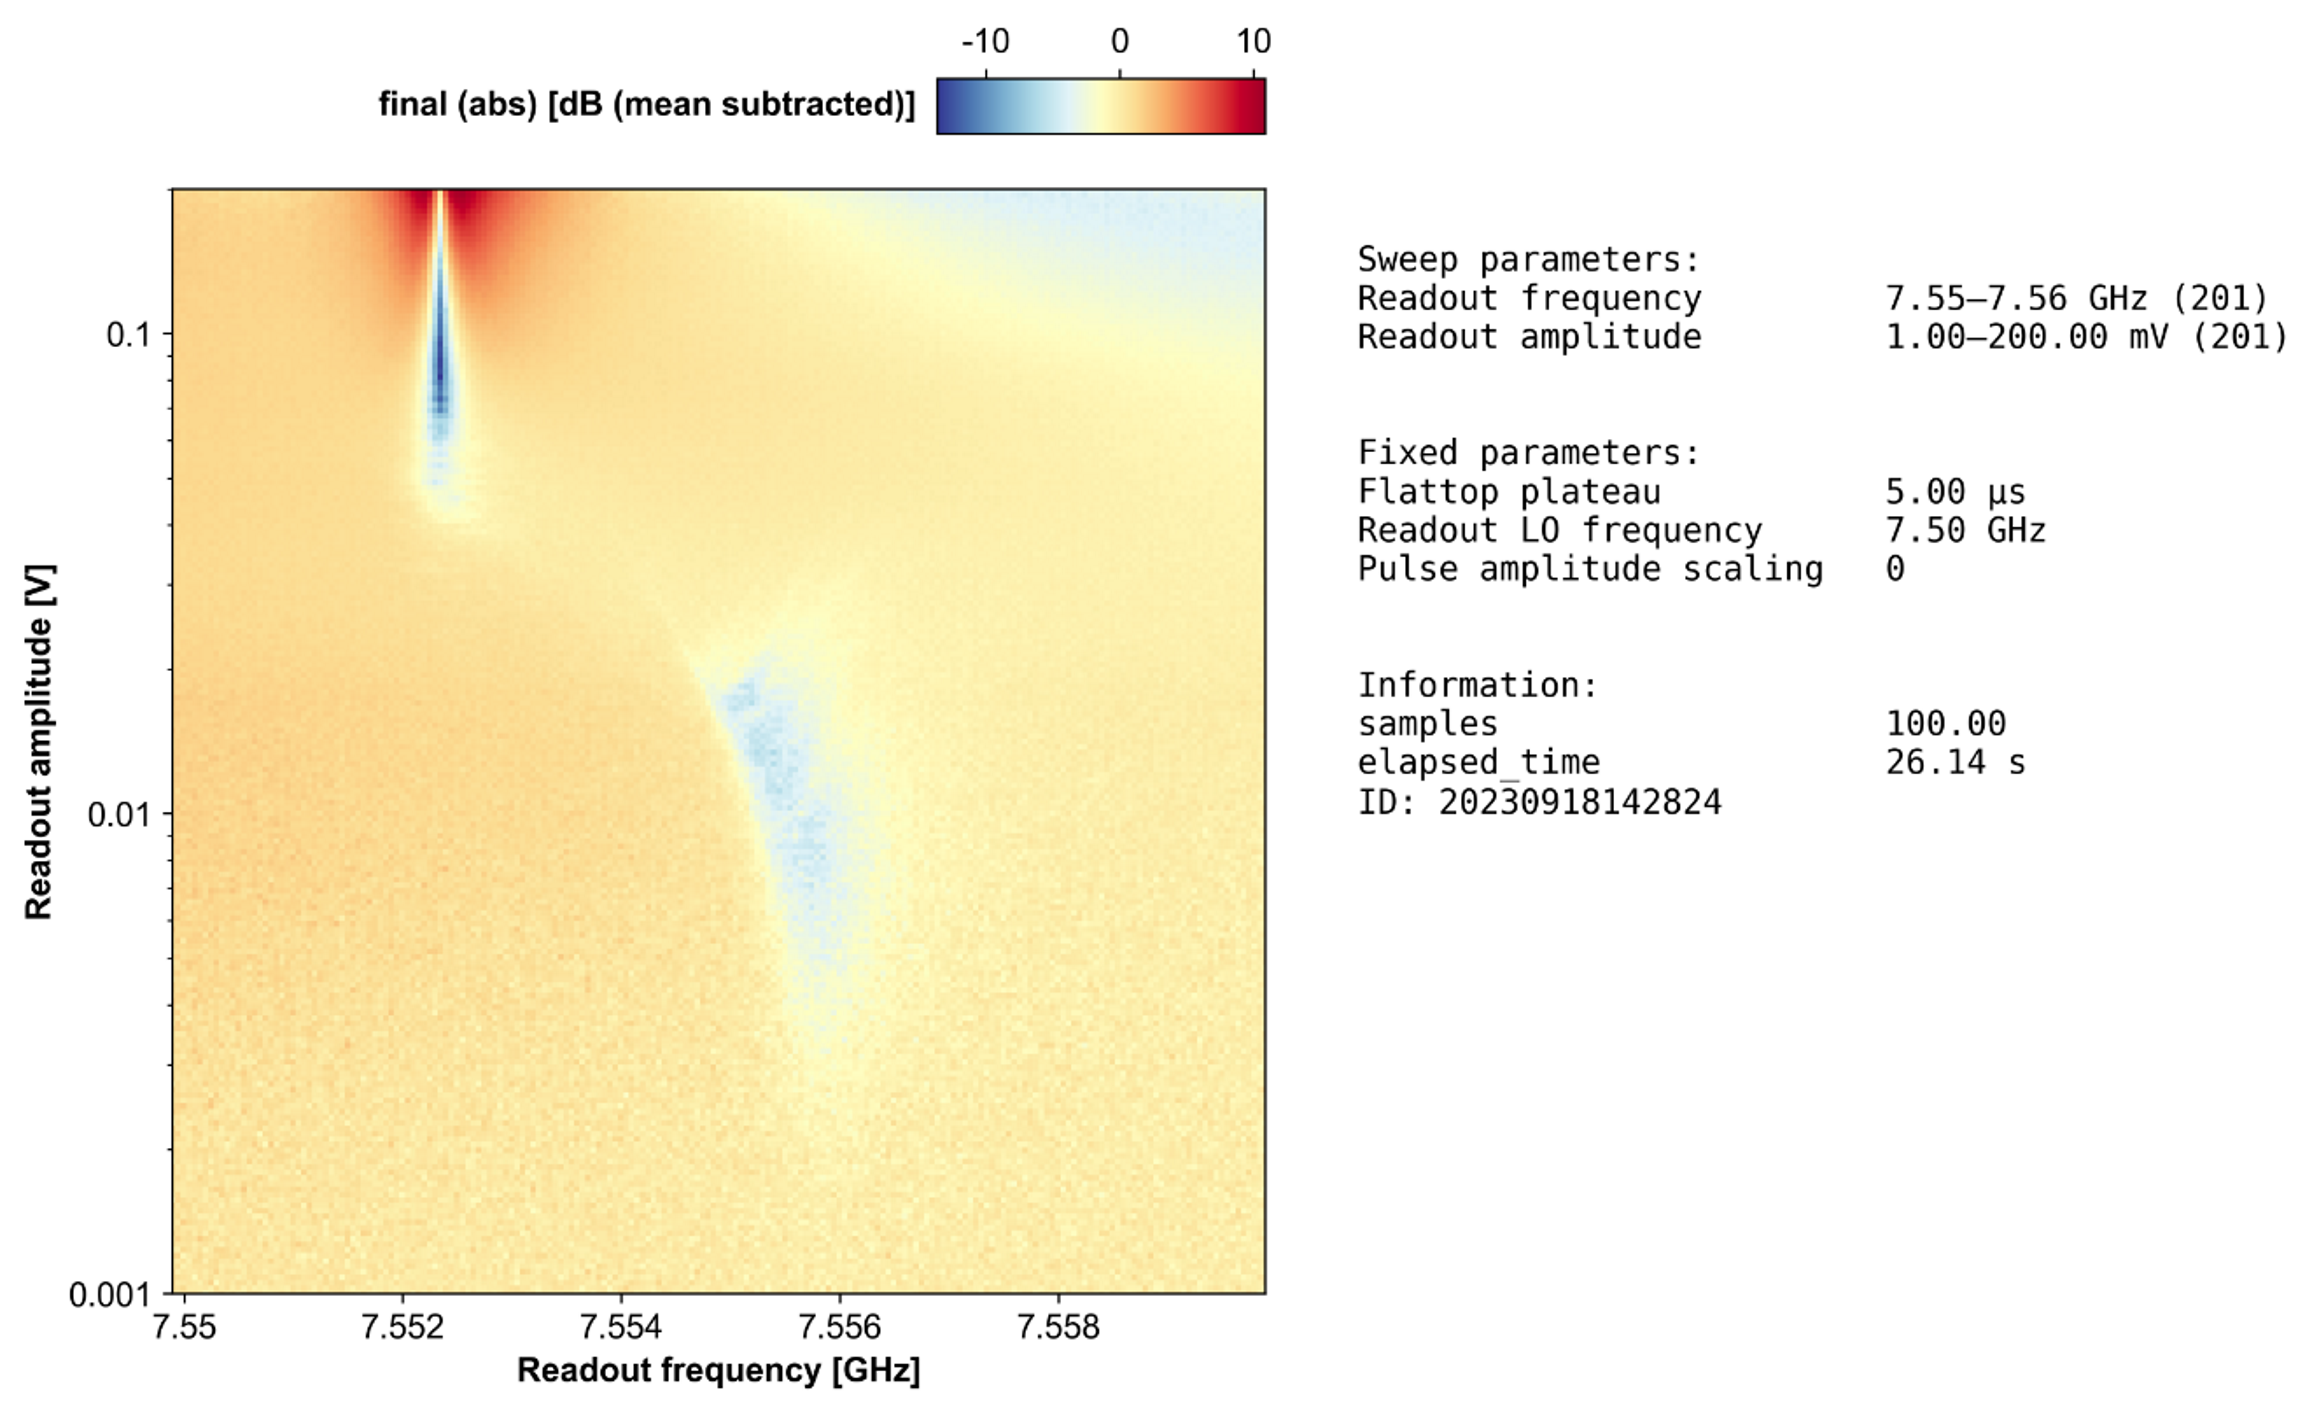 -10 0 10
final (abs) [dB (mean subtracted)]
0.1
0.01
0.001
Readout amplitude [V]
7.55 7.552 7.554 7.556 7.558
Readout frequency [GHz]
Sweep parameters:
Readout frequency 7.55–7.56 GHz (201)
Readout amplitude 1.00–200.00 mV (201)
Fixed parameters:
Flattop plateau 5.00 µs
Readout LO frequency 7.50 GHz
Pulse amplitude scaling 0
Information:
samples 100.00
elapsed_time 26.14 s
ID: 20230918142824